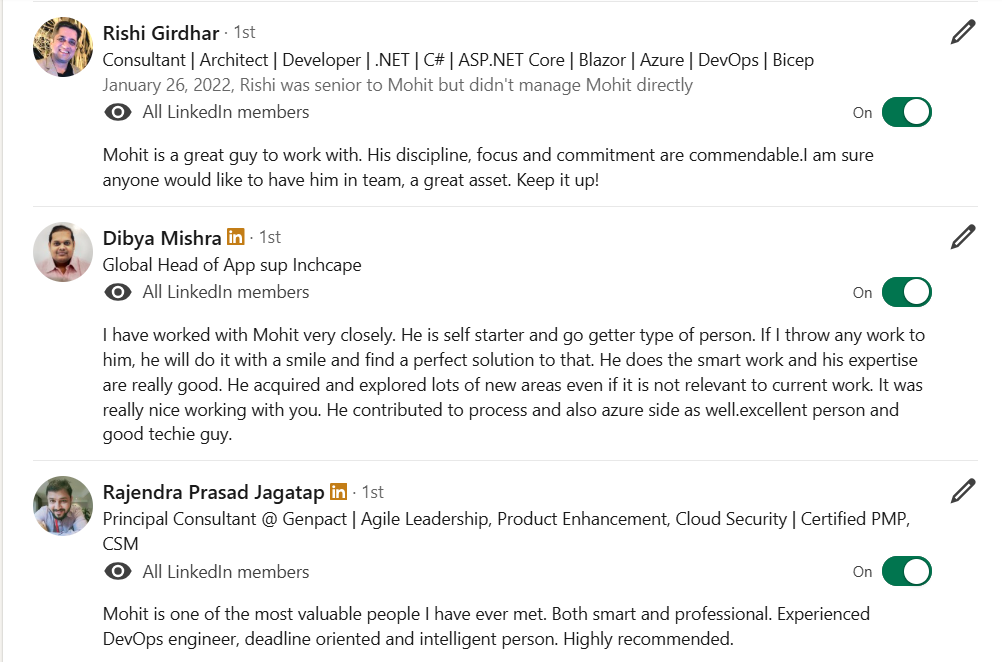 Rishi Girdhar · 1st
Consultant | Architect | Developer | .NET | C# | ASP.NET Core | Blazor | Azure | DevOps | Bicep
January 26, 2022, Rishi was senior to Mohit but didn't manage Mohit directly
All LinkedIn members On
Mohit is a great guy to work with. His discipline, focus and commitment are commendable.I am sure
anyone would like to have him in team, a great asset. Keep it up!
Dibya Mishra in · 1st
Global Head of App sup Inchcape
All LinkedIn members On
I have worked with Mohit very closely. He is self starter and go getter type of person. If I throw any work to
him, he will do it with a smile and find a perfect solution to that. He does the smart work and his expertise
are really good. He acquired and explored lots of new areas even if it is not relevant to current work. It was
really nice working with you. He contributed to process and also azure side as well.excellent person and
good techie guy.
Rajendra Prasad Jagatap in · 1st
Principal Consultant @ Genpact | Agile Leadership, Product Enhancement, Cloud Security | Certified PMP,
CSM
All LinkedIn members On
Mohit is one of the most valuable people I have ever met. Both smart and professional. Experienced
DevOps engineer, deadline oriented and intelligent person. Highly recommended.